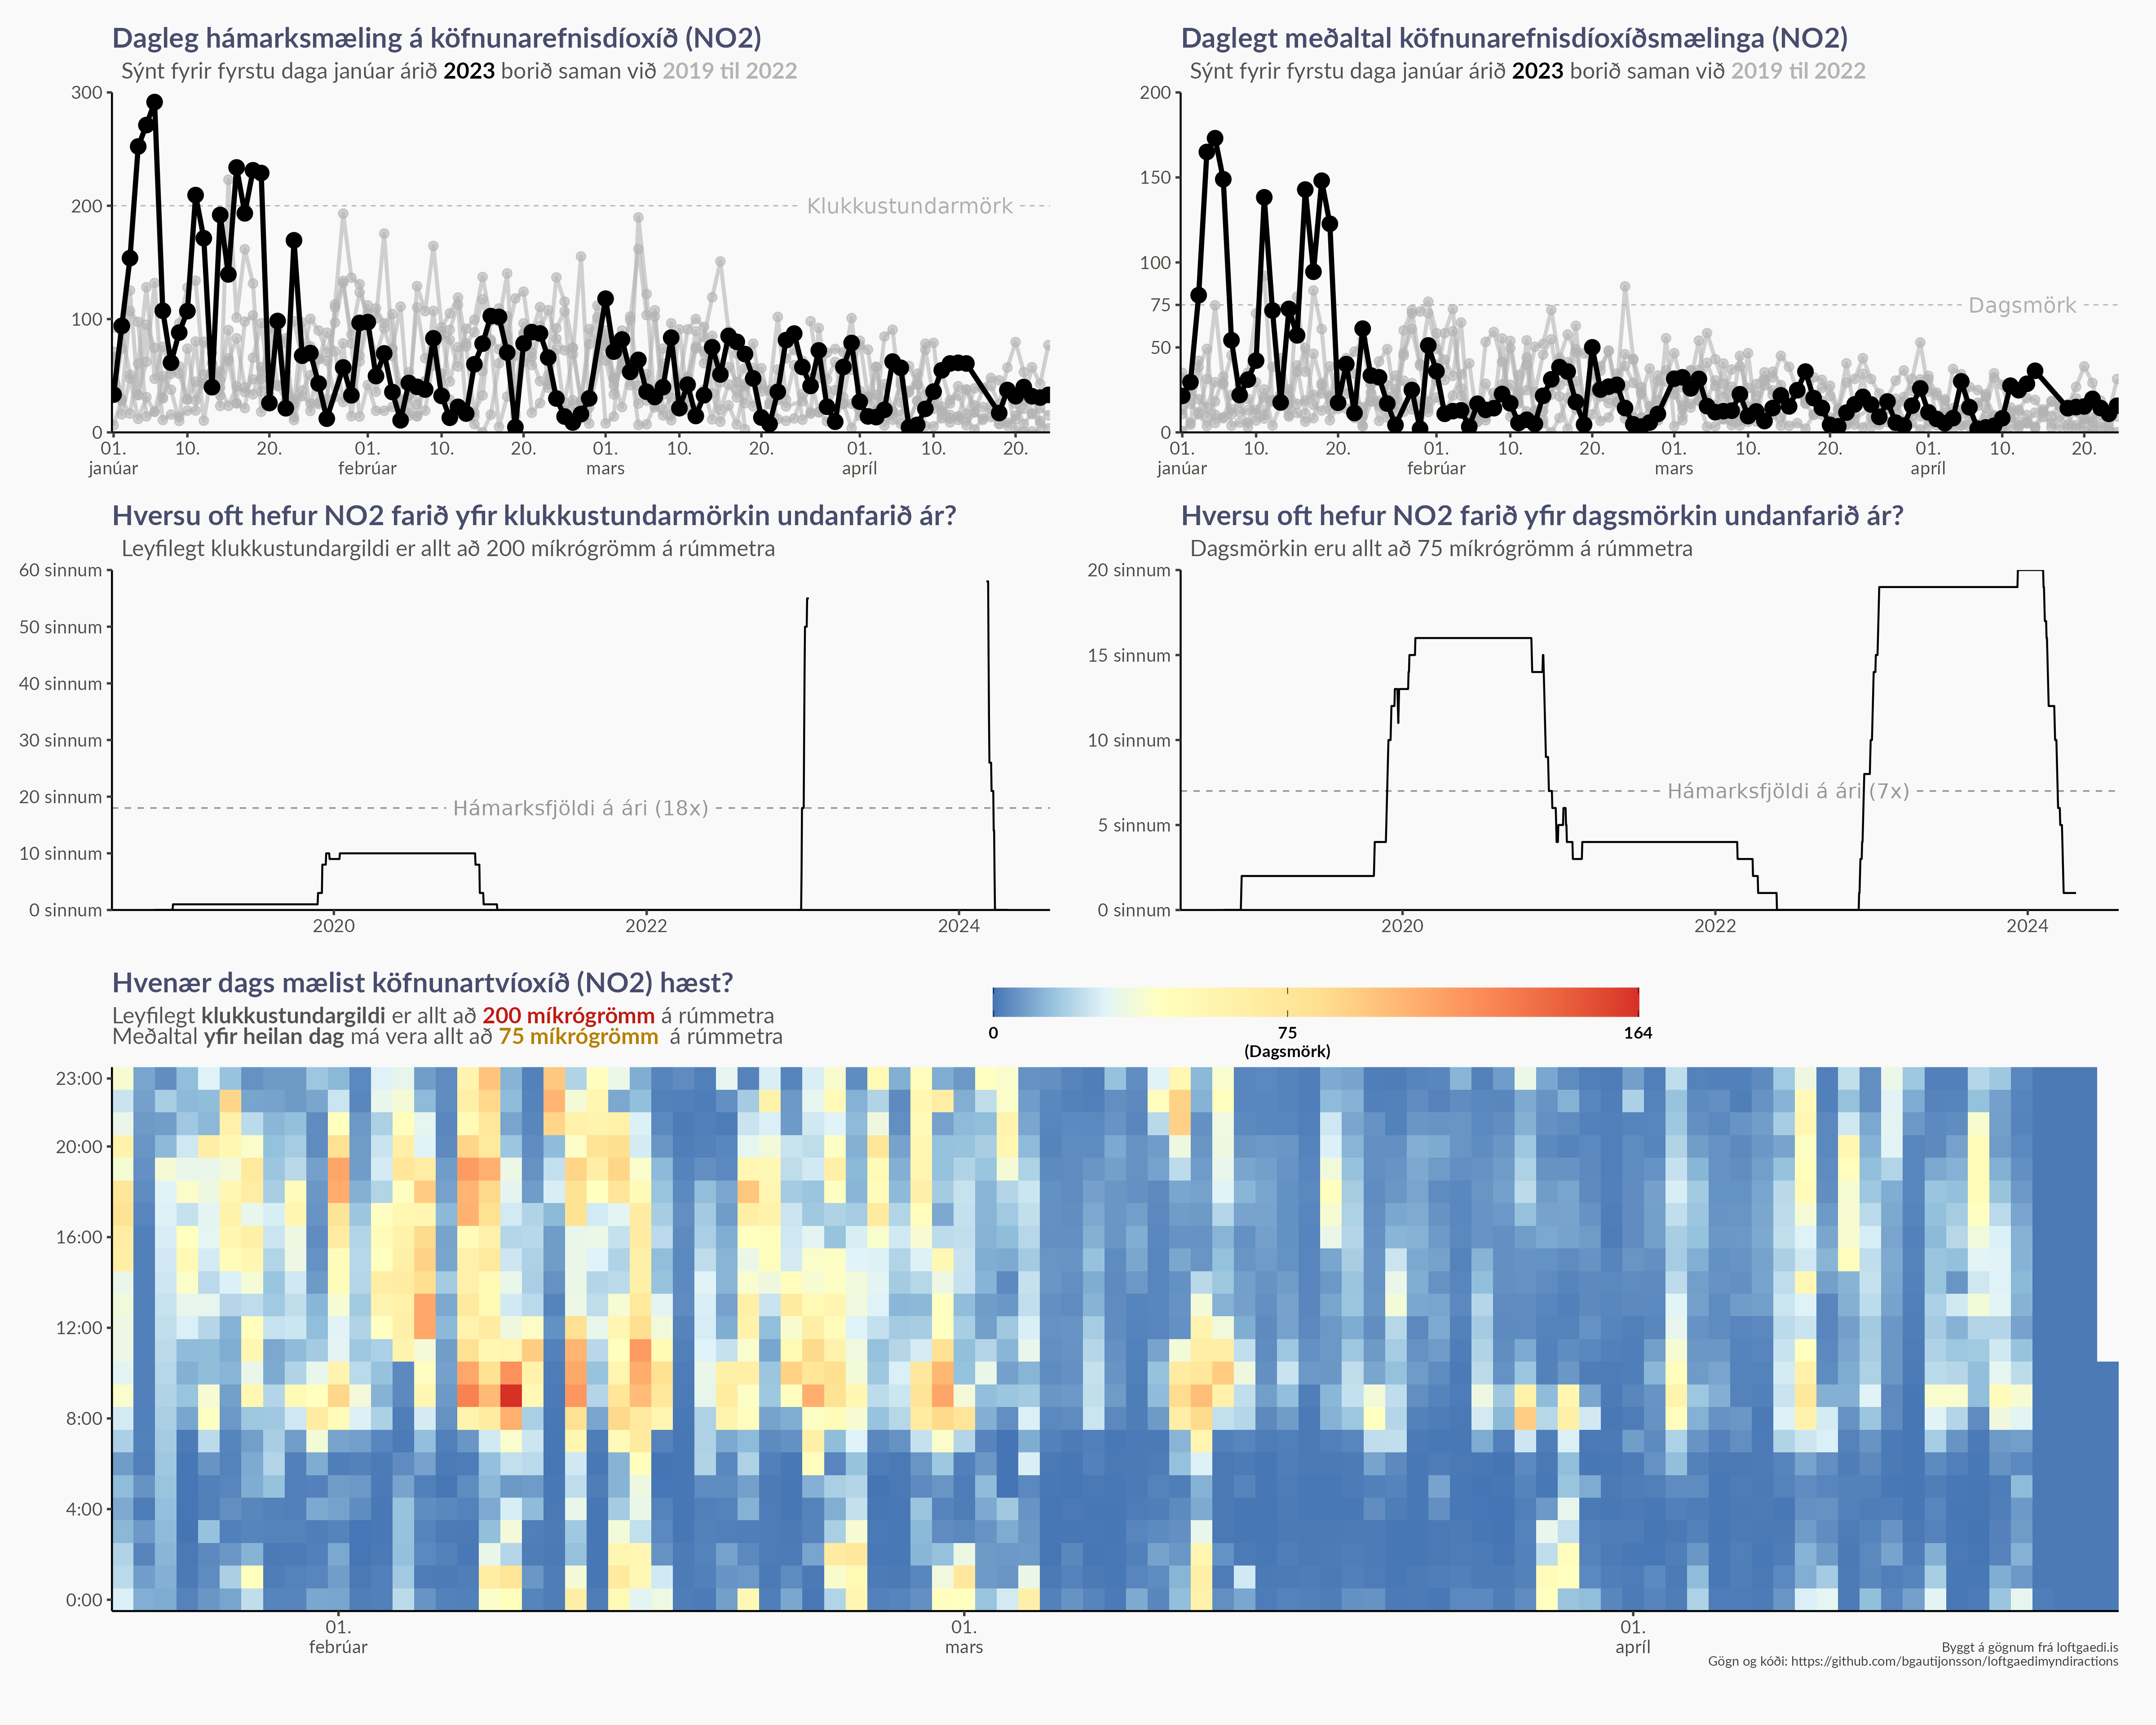 Dagleg hámarksmæling á köfnunarefnisdíoxíð (NO2)
Sýnt fyrir fyrstu daga janúar árið 2023 borið saman við 2019 til 2022
300
200
100
0
Klukkustundarmörk
01. 10. 20. 01. 10. 20. 01. 10. 20. 01. 10. 20.
janúar febrúar mars apríl
Daglegt meðaltal köfnunarefnisdíoxíðsmælinga (NO2)
Sýnt fyrir fyrstu daga janúar árið 2023 borið saman við 2019 til 2022
200
150
100
75
50
0
Dagsmörk
01. 10. 20. 01. 10. 20. 01. 10. 20. 01. 10. 20.
janúar febrúar mars apríl
Hversu oft hefur NO2 farið yfir klukkustundarmörkin undanfarið ár?
Leyfilegt klukkustundargildi er allt að 200 míkrógrömm á rúmmetra
60 sinnum
50 sinnum
40 sinnum
30 sinnum
20 sinnum
10 sinnum
0 sinnum
Hámarksfjöldi á ári (18x)
2020 2022 2024
Hversu oft hefur NO2 farið yfir dagsmörkin undanfarið ár?
Dagsmörkin eru allt að 75 míkrógrömm á rúmmetra
20 sinnum
15 sinnum
10 sinnum
5 sinnum
0 sinnum
Hámarksfjöldi á ári (7x)
2020 2022 2024
Hvenær dags mælist köfnunartvíoxíð (NO2) hæst?
Leyfilegt klukkustundargildi er allt að 200 míkrógrömm á rúmmetra
Meðaltal yfir heilan dag má vera allt að 75 míkrógrömm á rúmmetra
0 75 164
(Dagsmörk)
23:00
20:00
16:00
12:00
8:00
4:00
0:00
01. 01. 01.
febrúar mars apríl
Byggt á gögnum frá loftgaedi.is
Gögn og kóði: https://github.com/bgautijonsson/loftgaedimyndiractions